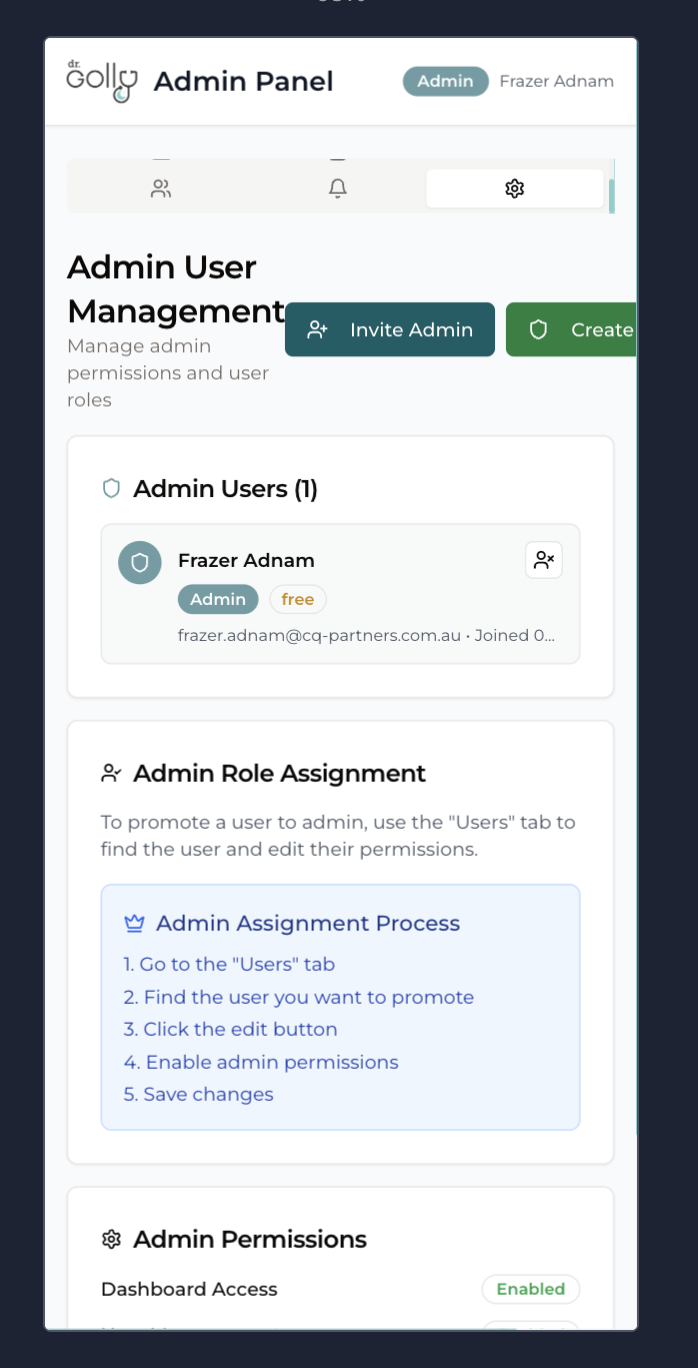 dr.
Golly
Admin Panel
Admin
Frazer Adnam
Admin User
Management
Manage admin
permissions and user
roles
Invite Admin
Create
Admin Users (1)
Frazer Adnam
Admin
free
frazer.adnam@cq-partners.com.au • Joined 0...
Admin Role Assignment
To promote a user to admin, use the "Users" tab to
find the user and edit their permissions.
Admin Assignment Process
1. Go to the "Users" tab
2. Find the user you want to promote
3. Click the edit button
4. Enable admin permissions
5. Save changes
Admin Permissions
Dashboard Access
Enabled